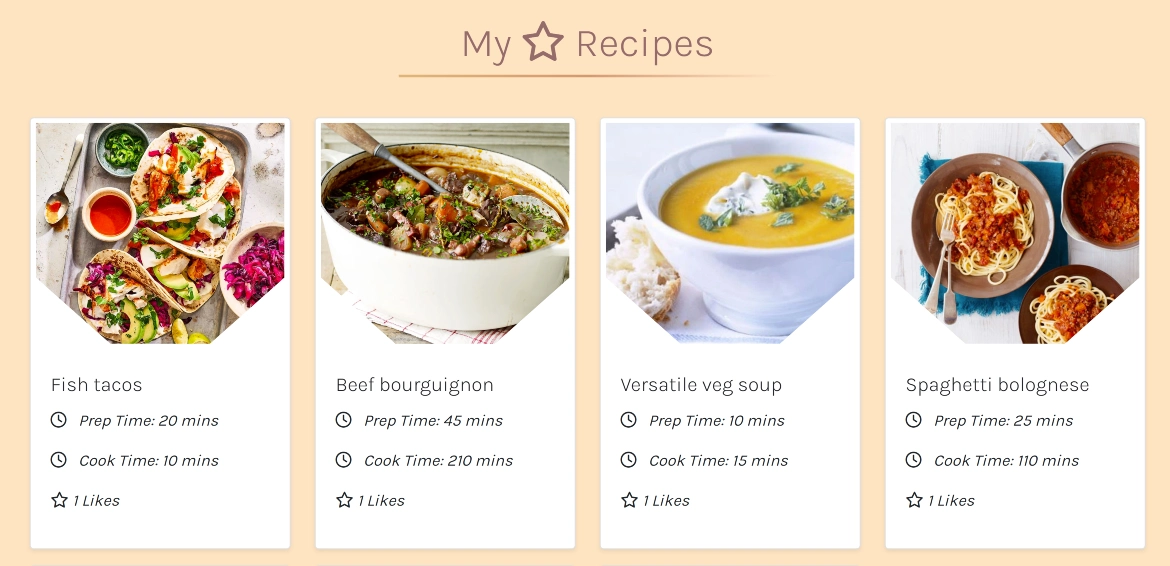 My Recipes
Fish tacos
Prep Time: 20 mins
Cook Time: 10 mins
1 Likes
Beef bourguignon
Prep Time: 45 mins
Cook Time: 210 mins
1 Likes
Versatile veg soup
Prep Time: 10 mins
Cook Time: 15 mins
1 Likes
Spaghetti bolognese
Prep Time: 25 mins
Cook Time: 110 mins
1 Likes